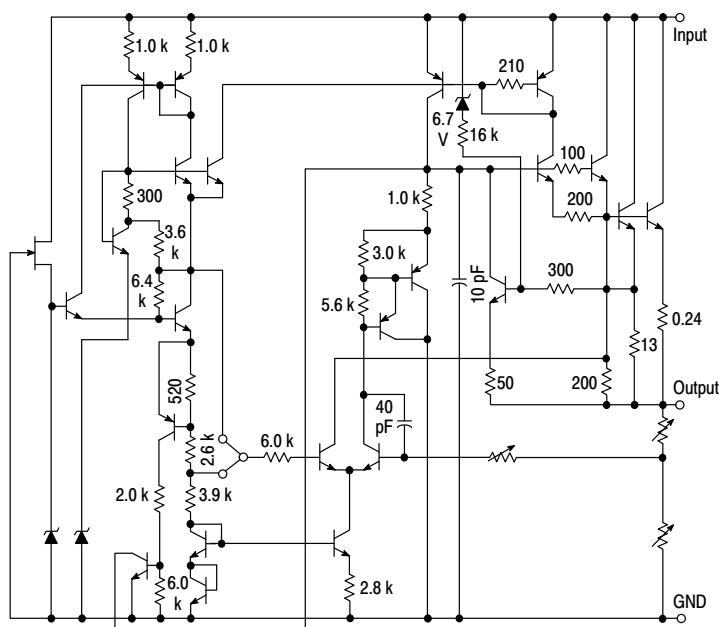 Input
1.0 k
1.0 k
210
6.7
V
16 k
100
300
1.0 k
200
3.6
k
3.0 k
10 pF
300
6.4
k
5.6 k
0.24
13
520
50
200
Output
40
pF
2.6 k
6.0 k
2.0 k
3.9 k
6.0
k
2.8 k
GND